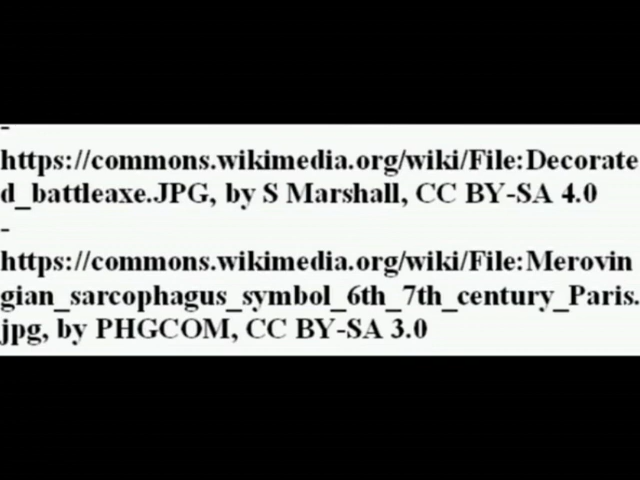 -
https://commons.wikimedia.org/wiki/File:Decorate
d_battleaxe.JPG, by S Marshall, CC BY-SA 4.0
-
https://commons.wikimedia.org/wiki/File:Merovin
gian_sarcophagus_symbol_6th_7th_century_Paris.
jpg, by PHGCOM, CC BY-SA 3.0